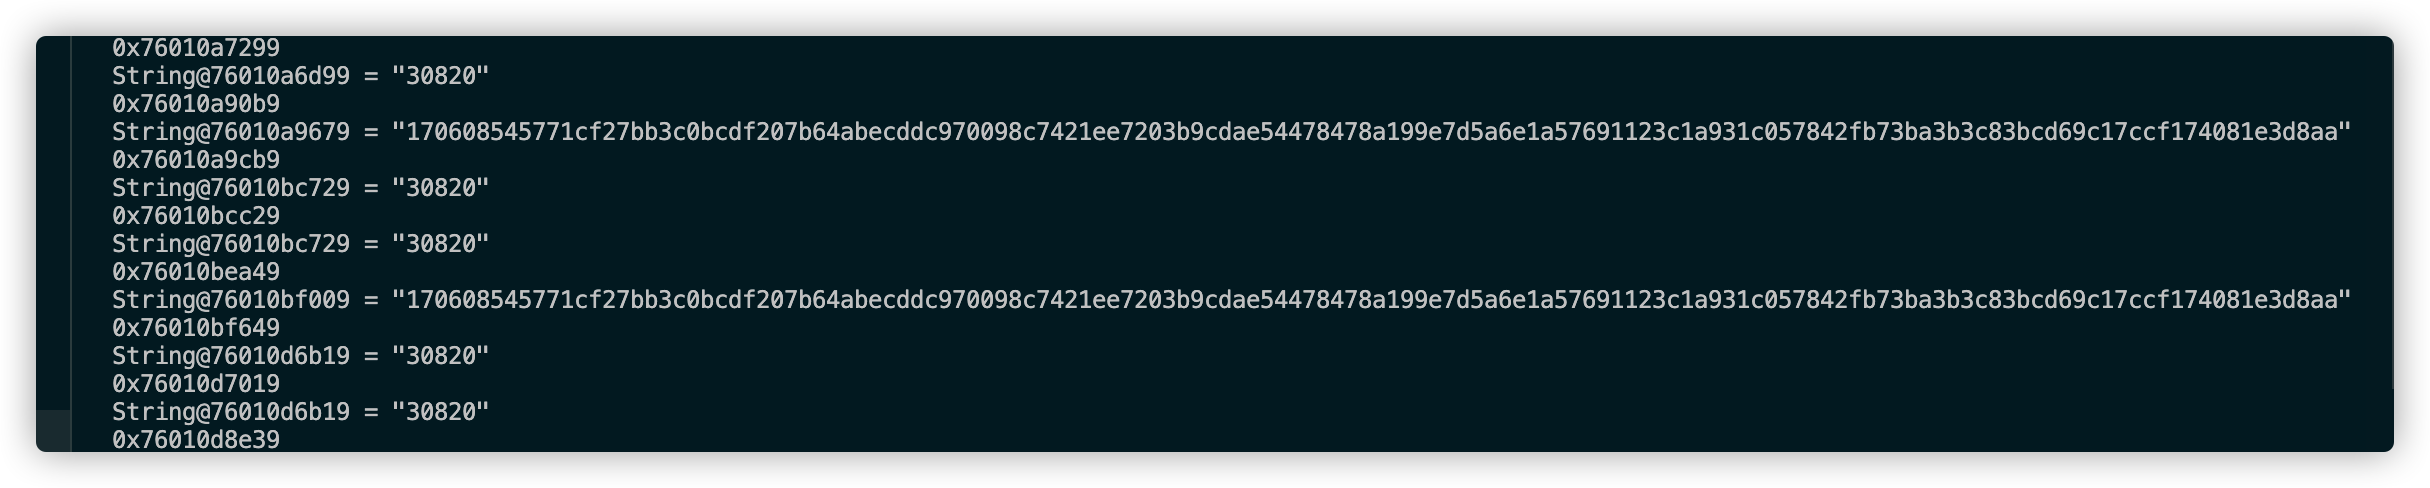 0x76010a7299
String@76010a6d99 = "30820"
0x76010a90b9
String@76010a9679 = "170608545771cf27bb3c0bcdf207b64abecddc970098c7421ee7203b9cdae54478478a199e7d5a6e1a57691123c1a931c057842fb73ba3b3c83bcd69c17ccf174081e3d8aa"
0x76010a9cb9
String@76010bc729 = "30820"
0x76010bcc29
String@76010bc729 = "30820"
0x76010bea49
String@76010bf009 = "170608545771cf27bb3c0bcdf207b64abecddc970098c7421ee7203b9cdae54478478a199e7d5a6e1a57691123c1a931c057842fb73ba3b3c83bcd69c17ccf174081e3d8aa"
0x76010bf649
String@76010d6b19 = "30820"
0x76010d7019
String@76010d6b19 = "30820"
0x76010d8e39